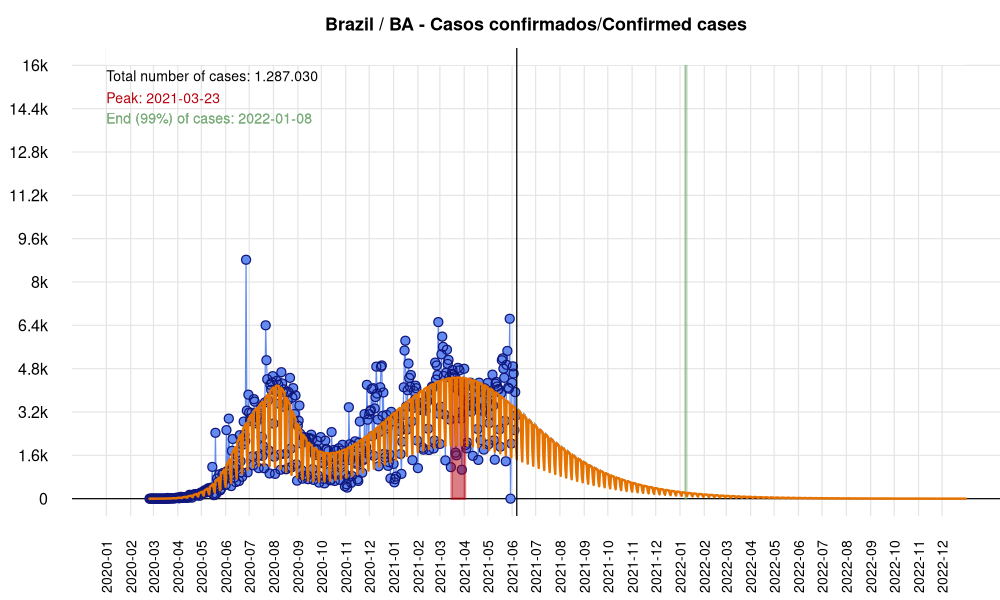 Brazil / BA - Casos confirmados/Confirmed cases
16k
14.4k
12.8k
11.2k
9.6k
8k
6.4k
4.8k
3.2k
1.6k
0
Total number of cases: 1.287.030
Peak: 2021-03-23
End (99%) of cases: 2022-01-08
2020-01
2020-02
2020-03
2020-04
2020-05
2020-06
2020-07
2020-08
2020-09
2020-10
2020-11
2020-12
2021-01
2021-02
2021-03
2021-04
2021-05
2021-06
2021-07
2021-08
2021-09
2021-10
2021-11
2021-12
2022-01
2022-02
2022-03
2022-04
2022-05
2022-06
2022-07
2022-08
2022-09
2022-10
2022-11
2022-12